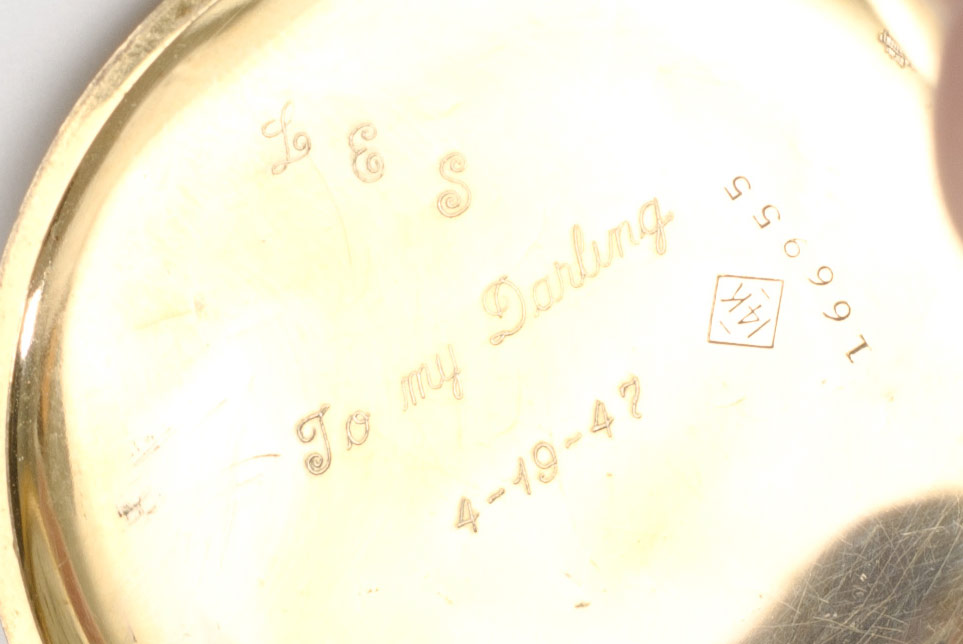 L E S
To my Darling
4-19-47
14K
166955